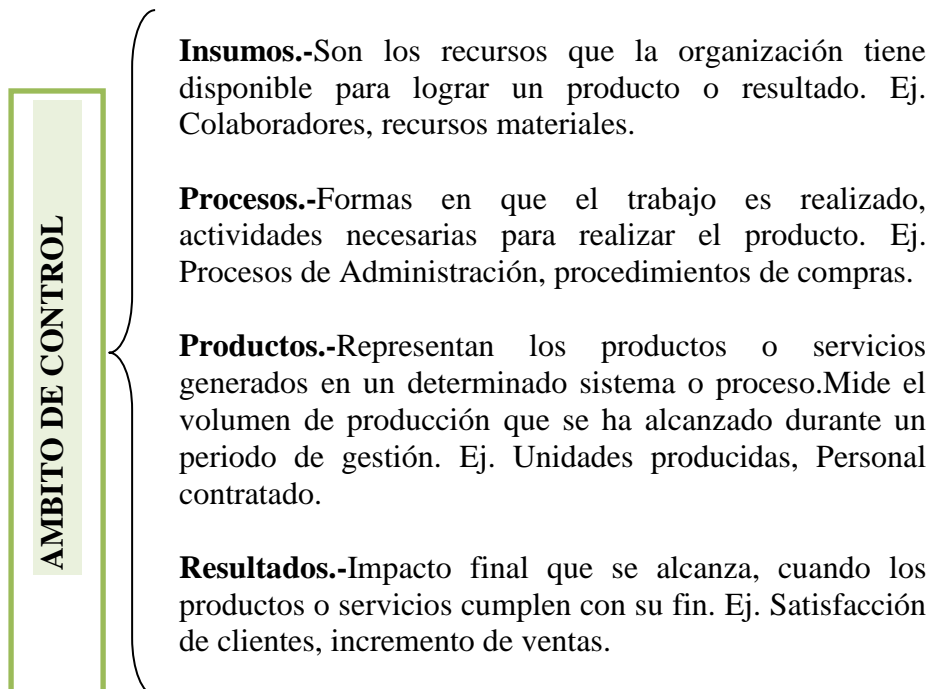 AMBITO DE CONTROL
Insumos.-Son los recursos que la organización tiene
disponible para lograr un producto o resultado. Ej.
Colaboradores, recursos materiales.
Procesos.-Formas en que el trabajo es realizado,
actividades necesarias para realizar el producto. Ej.
Procesos de Administración, procedimientos de compras.
Productos.-Representan los productos o servicios
generados en un determinado sistema o proceso.Mide el
volumen de producción que se ha alcanzado durante un
periodo de gestión. Ej. Unidades producidas, Personal
contratado.
Resultados.-Impacto final que se alcanza, cuando los
productos o servicios cumplen con su fin. Ej. Satisfacción
de clientes, incremento de ventas.